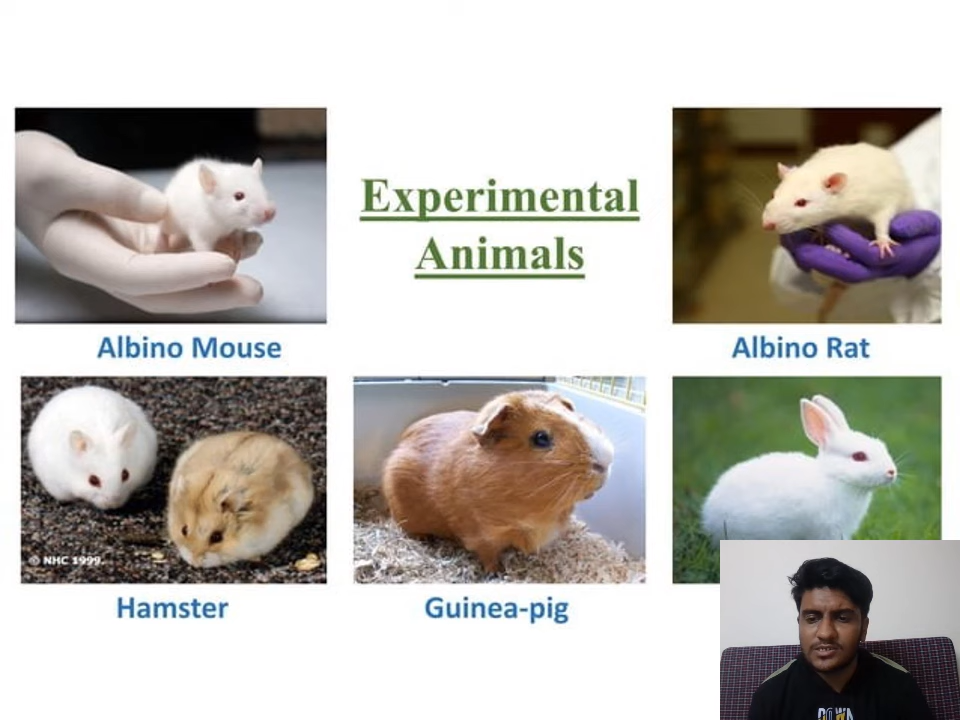 Experimental
Animals
Albino Mouse
Albino Rat
© NHC 1999.
Hamster
Guinea-pig